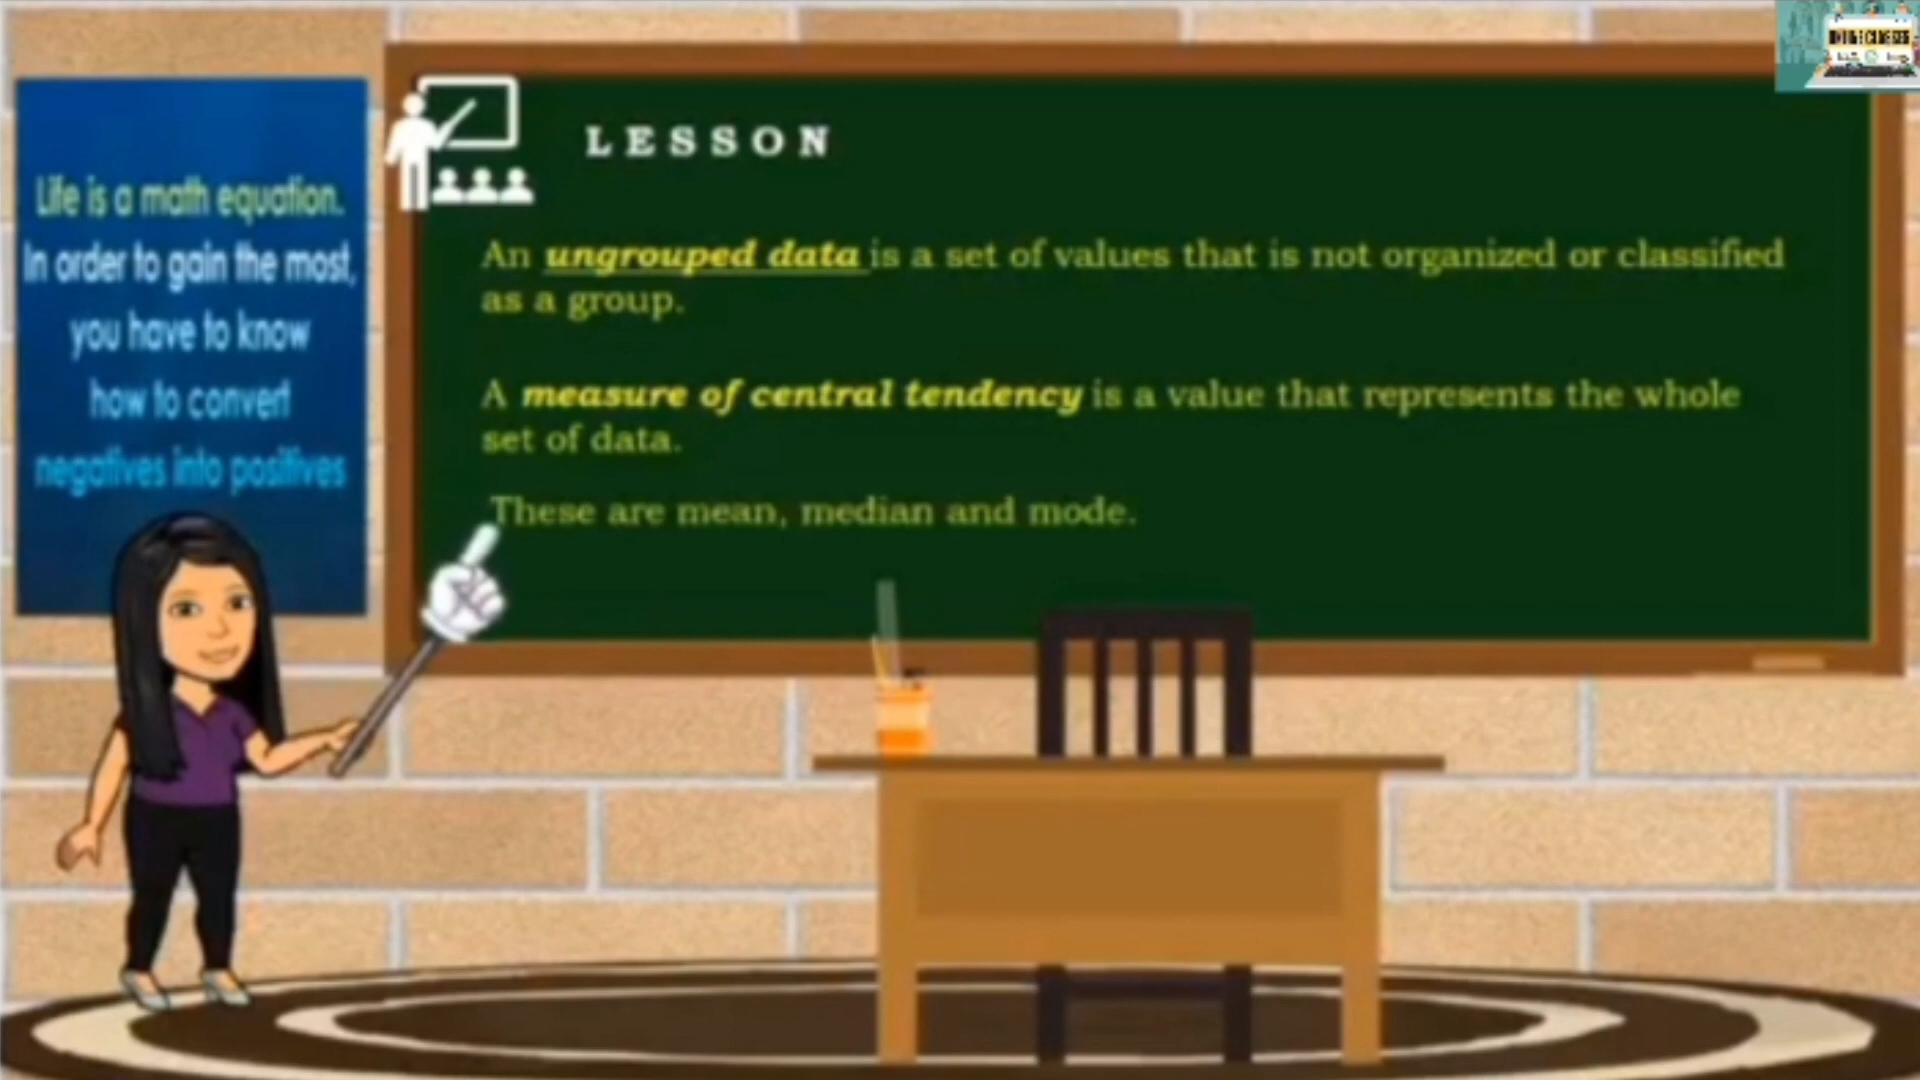 Life is a math equation.
In order to gain the most,
you have to know
how to convert
negatives into positives
LESSON
An ungrouped data is a set of values that is not organized or classified
as a group.
A measure of central tendency is a value that represents the whole
set of data.
These are mean, median and mode.